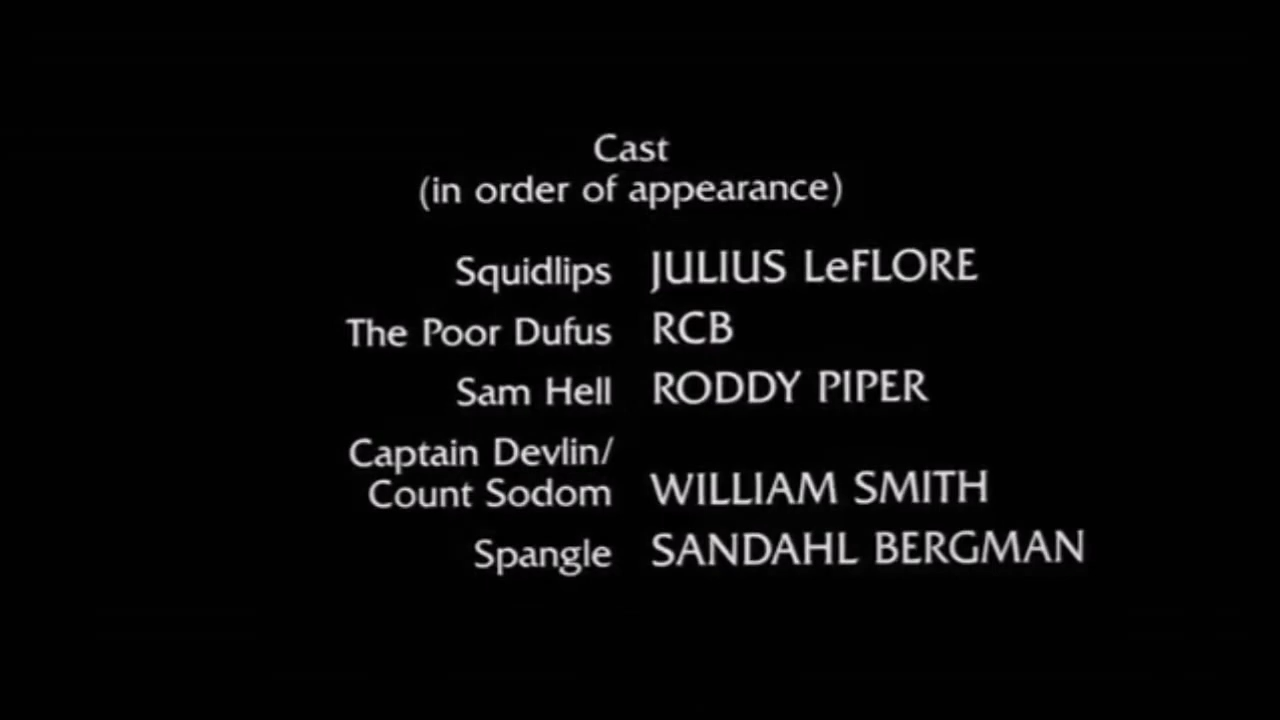 Cast
(in order of appearance)
Squidlips JULIUS LeFLORE
The Poor Dufus RCB
Sam Hell RODDY PIPER
Captain Devlin/
Count Sodom WILLIAM SMITH
Spangle SANDAHL BERGMAN